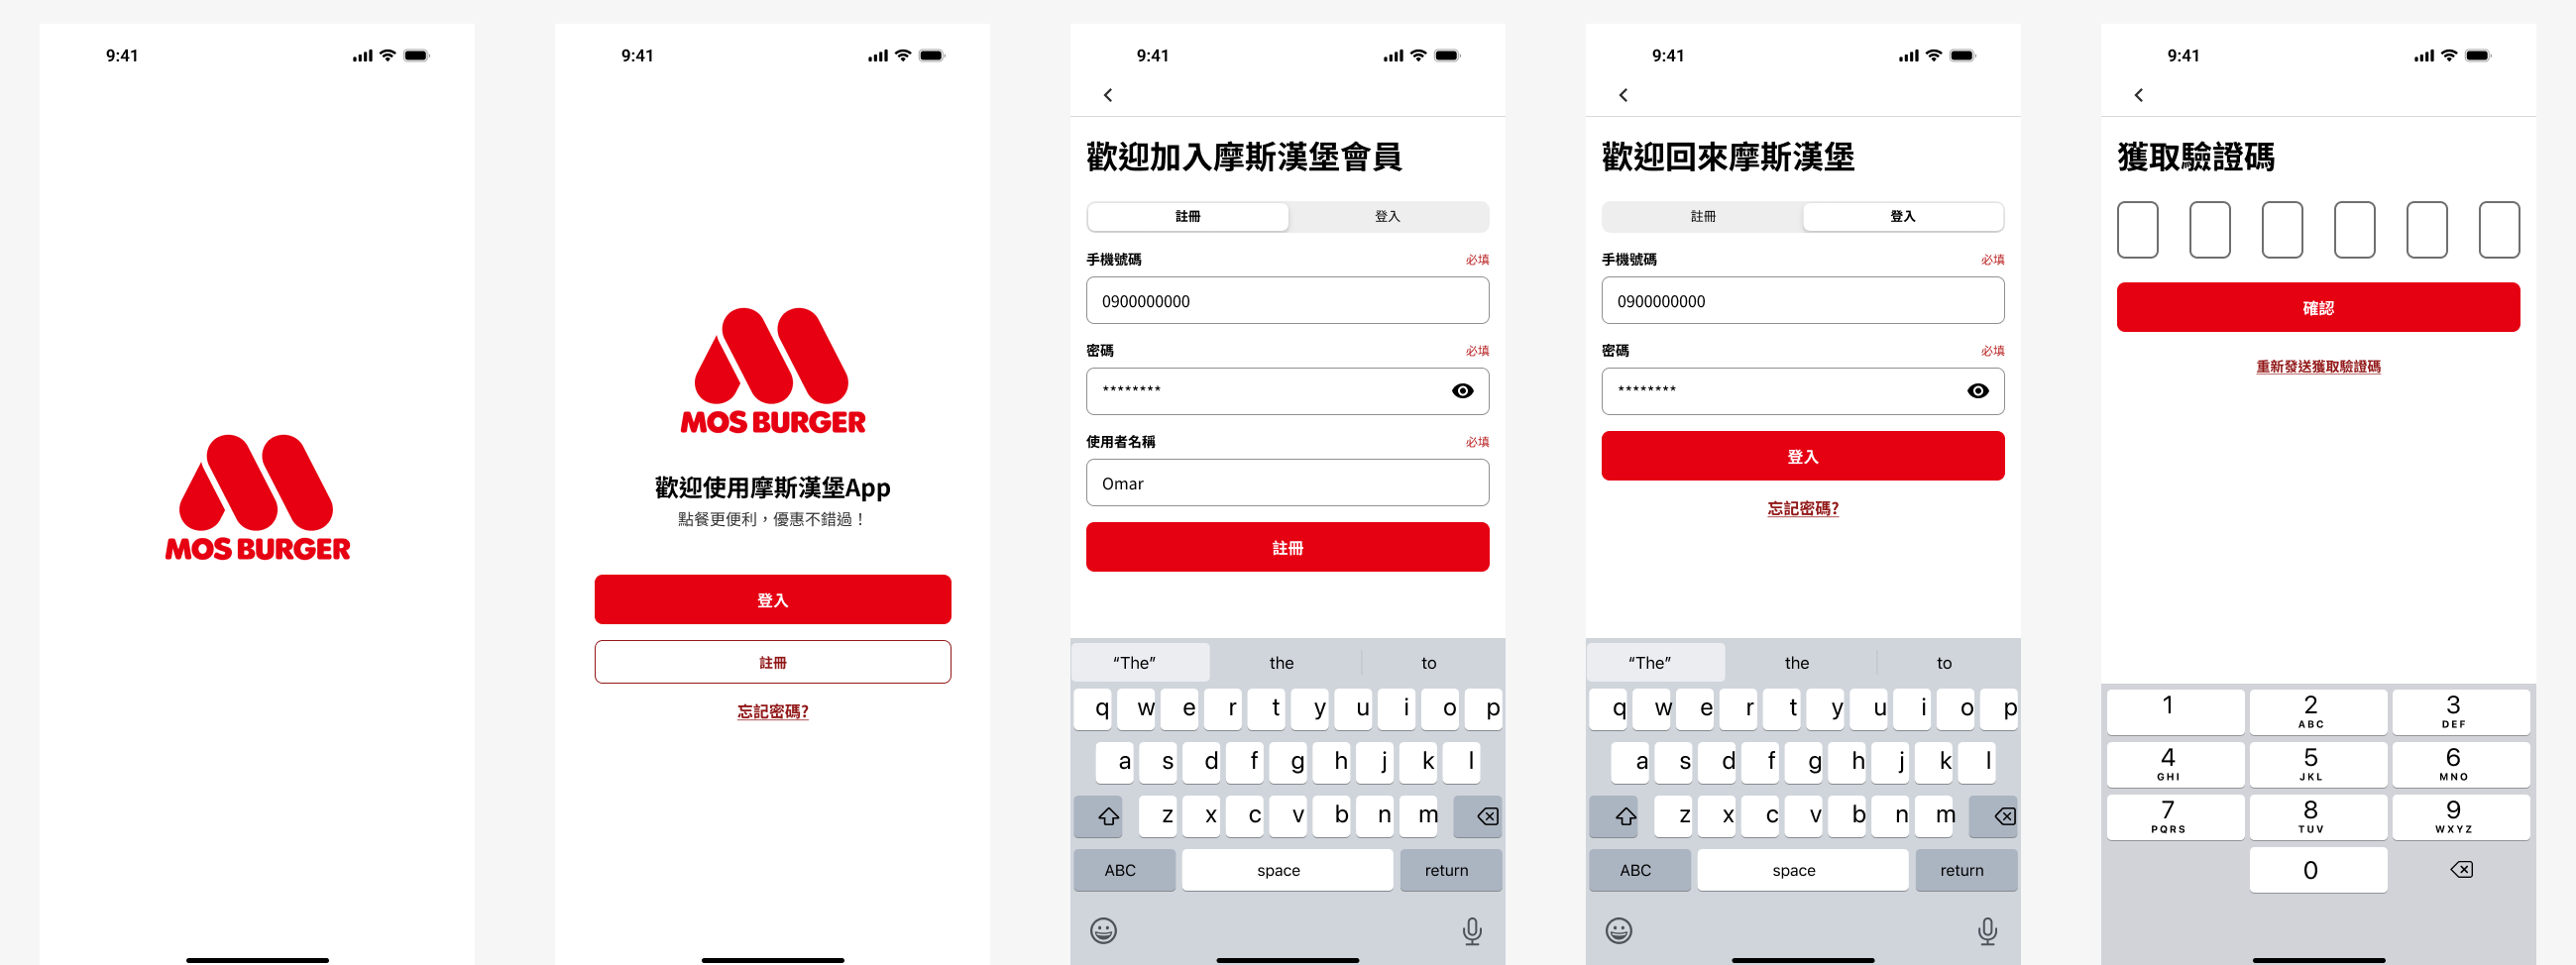 9:41
MOS BURGER
9:41
MOS BURGER
歡迎使用摩斯漢堡App
點餐更便利，優惠不錯過！
登入
註冊
忘記密碼?
9:41
歡迎加入摩斯漢堡會員
註冊 登入
手機號碼 必填
0900000000
密碼 必填
********
使用者名稱 必填
Omar
註冊
“The” the to
q w e r t y u i o p
a s d f g h j k l
z x c v b n m
ABC space return
9:41
歡迎回來摩斯漢堡
註冊 登入
手機號碼 必填
0900000000
密碼 必填
********
登入
忘記密碼?
“The” the to
q w e r t y u i o p
a s d f g h j k l
z x c v b n m
ABC space return
9:41
獲取驗證碼
確認
重新發送獲取驗證碼
1 2 3
ABC DEF
4 5 6
GHI JKL MNO
7 8 9
PQRS TUV WXYZ
0